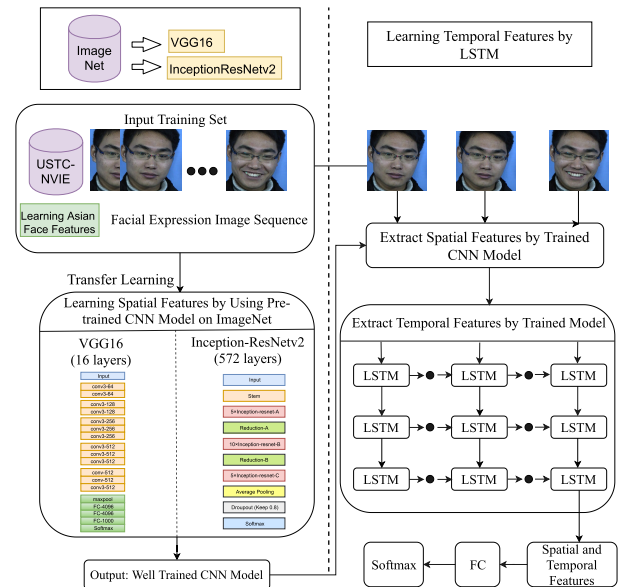 Image
Net
VGG16
InceptionResNetv2
Learning Temporal Features by
LSTM
Input Training Set
USTC-
NVIE
Learning Asian
Face Features
Facial Expression Image Sequence
Transfer Learning
Learning Spatial Features by Using Pre-
trained CNN Model on ImageNet
VGG16
(16 layers)
Input
conv3-64
conv3-64
conv3-128
conv3-128
conv3-256
conv3-256
conv3-256
conv3-512
conv3-512
conv3-512
conv-512
conv-512
conv3-512
maxpool
FC-4096
FC-4096
FC-1000
Softmax
Inception-ResNetv2
(572 layers)
Input
Stem
5×Inception-resnet-A
Reduction-A
10×Inception-resnet-B
Reduction-B
5×Inception-resnet-C
Average Pooling
Droupout (Keep 0.8)
Softmax
Output: Well Trained CNN Model
Extract Spatial Features by Trained
CNN Model
Extract Temporal Features by Trained Model
LSTM LSTM LSTM
LSTM LSTM LSTM
LSTM LSTM LSTM
Spatial and
Temporal
Features
FC
Softmax